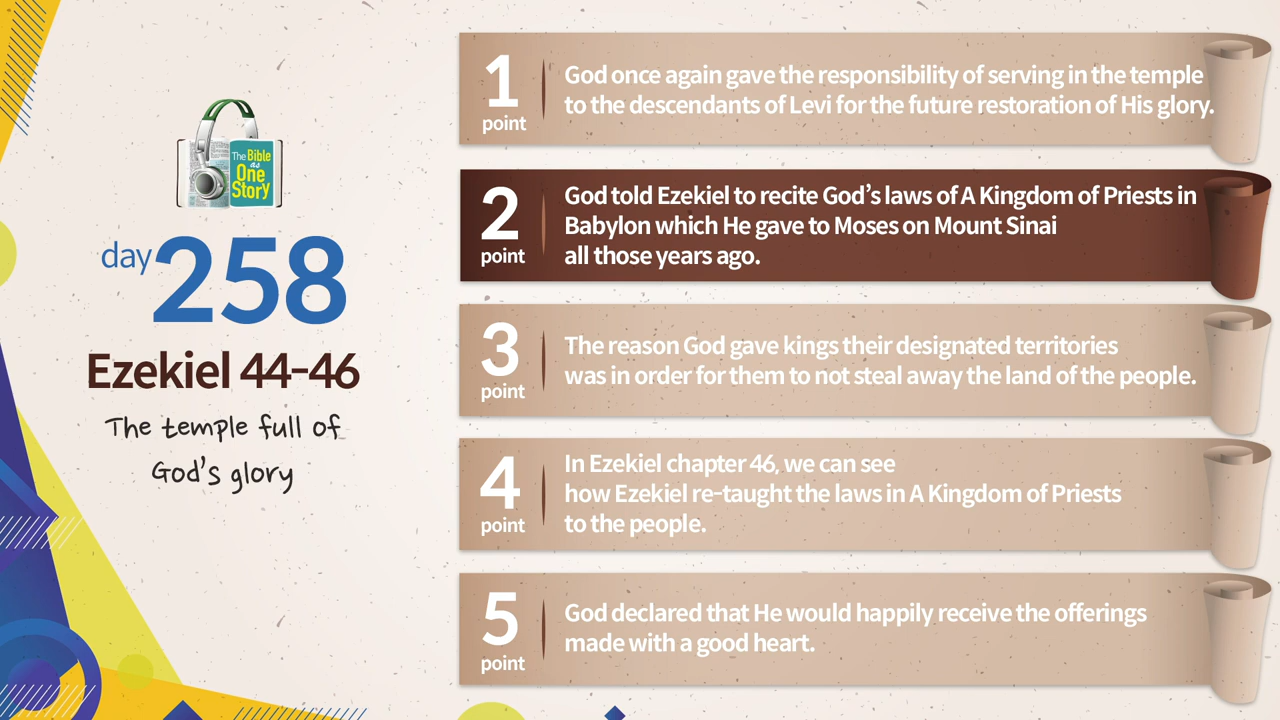 The Bible
as
One
Story
day258
Ezekiel 44-46
The temple full of
God's glory
1
point
God once again gave the responsibility of serving in the temple
to the descendants of Levi for the future restoration of His glory.
2
point
God told Ezekiel to recite God's laws of A Kingdom of Priests in
Babylon which He gave to Moses on Mount Sinai
all those years ago.
3
point
The reason God gave kings their designated territories
was in order for them to not steal away the land of the people.
4
point
In Ezekiel chapter 46, we can see
how Ezekiel re-taught the laws in A Kingdom of Priests
to the people.
5
point
God declared that He would happily receive the offerings
made with a good heart.